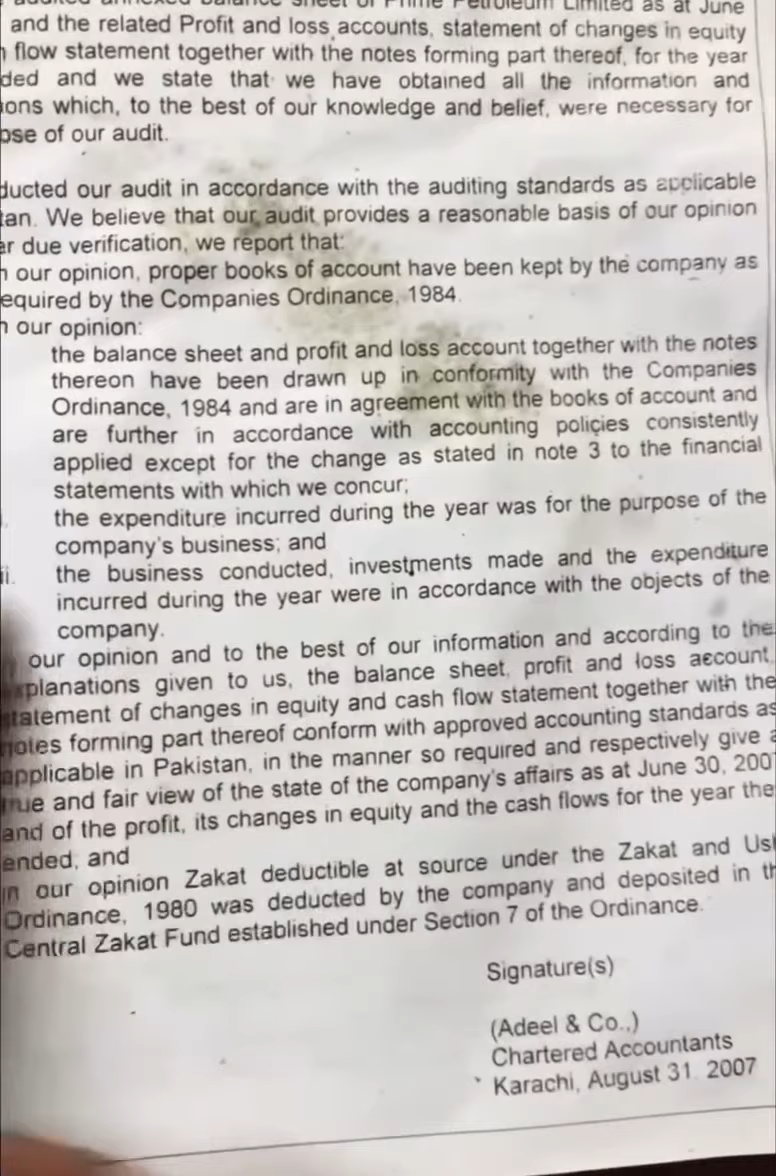 audited annexed balance sheet of Prime Petroleum Limited as at June
and the related Profit and loss accounts, statement of changes in equity
flow statement together with the notes forming part thereof, for the year
ded and we state that we have obtained all the information and
ons which, to the best of our knowledge and belief, were necessary for
ose of our audit.
ducted our audit in accordance with the auditing standards as applicable
tan. We believe that our audit provides a reasonable basis of our opinion
er due verification, we report that:
n our opinion, proper books of account have been kept by the company as
equired by the Companies Ordinance, 1984.
n our opinion:
the balance sheet and profit and loss account together with the notes
thereon have been drawn up in conformity with the Companies
Ordinance, 1984 and are in agreement with the books of account and
are further in accordance with accounting policies consistently
applied except for the change as stated in note 3 to the financial
statements with which we concur;
the expenditure incurred during the year was for the purpose of the
company's business; and
ii. the business conducted, investments made and the expenditure
incurred during the year were in accordance with the objects of the
company.
our opinion and to the best of our information and according to the
xplanations given to us, the balance sheet, profit and loss account,
statement of changes in equity and cash flow statement together with the
notes forming part thereof conform with approved accounting standards as
applicable in Pakistan, in the manner so required and respectively give a
true and fair view of the state of the company's affairs as at June 30, 2007
and of the profit, its changes in equity and the cash flows for the year the
ended; and
in our opinion Zakat deductible at source under the Zakat and Ush
Ordinance, 1980 was deducted by the company and deposited in th
Central Zakat Fund established under Section 7 of the Ordinance.
Signature(s)
(Adeel & Co.,)
Chartered Accountants
Karachi, August 31. 2007